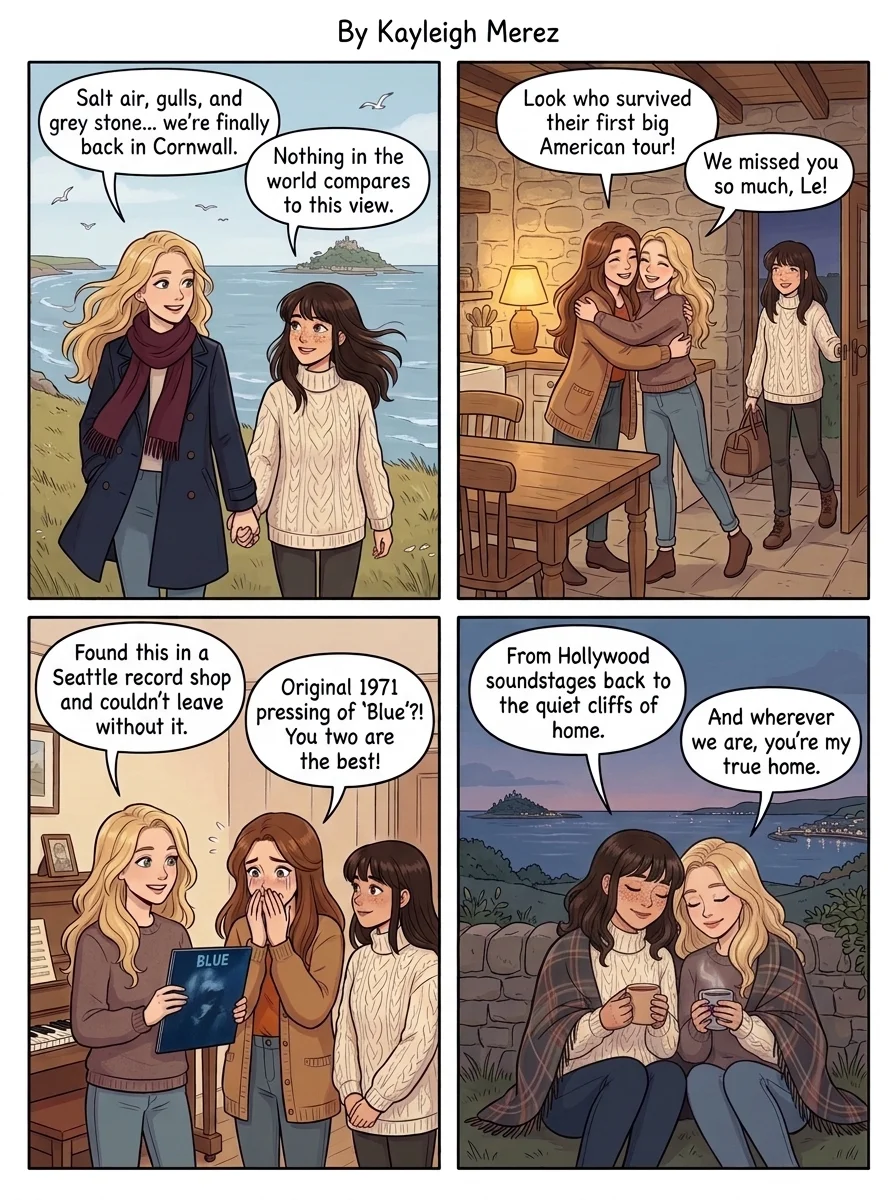 By Kayleigh Merez
Salt air, gulls, and
grey stone... we're finally
back in Cornwall.
Nothing in the
world compares
to this view.
Look who survived
their first big
American tour!
We missed you
so much, Le!
Found this in a
Seattle record shop
and couldn't leave
without it.
Original 1971
pressing of 'Blue'?!
You two are
the best!
BLUE
From Hollywood
soundstages back to
the quiet cliffs of
home.
And wherever
we are, you're my
true home.